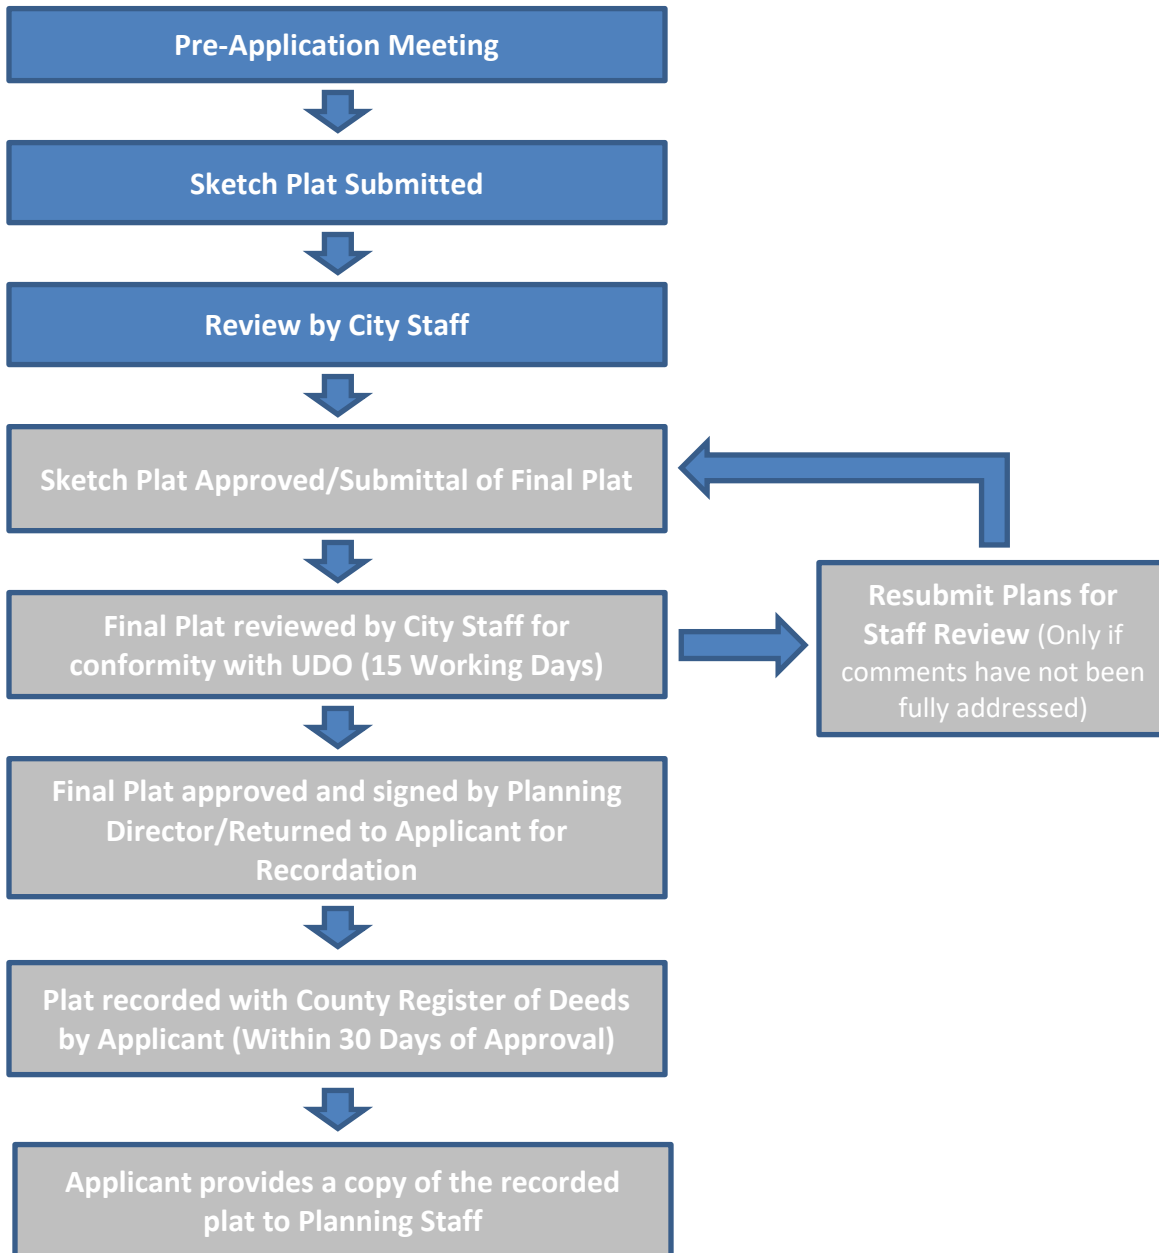 Pre-Application Meeting
Sketch Plat Submitted
Review by City Staff
Sketch Plat Approved/Submittal of Final Plat
Final Plat reviewed by City Staff for
conformity with UDO (15 Working Days)
Resubmit Plans for
Staff Review (Only if
comments have not been
fully addressed)
Final Plat approved and signed by Planning
Director/Returned to Applicant for
Recordation
Plat recorded with County Register of Deeds
by Applicant (Within 30 Days of Approval)
Applicant provides a copy of the recorded
plat to Planning Staff